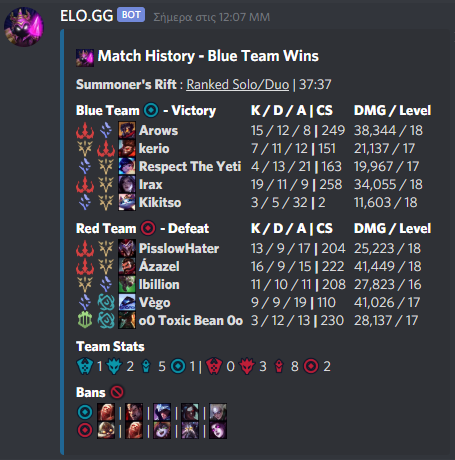 ELO.GG BOT Σήμερα στις 12:07 ΜΜ
Match History - Blue Team Wins
Summoner's Rift : Ranked Solo/Duo | 37:37
Blue Team - Victory K / D / A | CS DMG / Level
Arows 15 / 12 / 8 | 249 38,344 / 18
kerio 7 / 11 / 12 | 151 21,137 / 17
Respect The Yeti 4 / 13 / 21 | 163 19,967 / 17
Irax 19 / 11 / 9 | 258 34,055 / 18
Kikitso 3 / 5 / 32 | 2 11,603 / 18
Red Team - Defeat K / D / A | CS DMG / Level
PisslowHater 13 / 9 / 17 | 204 25,223 / 18
Ázazel 16 / 9 / 15 | 222 41,449 / 18
lbillion 11 / 10 / 11 | 208 27,823 / 16
Vègo 9 / 9 / 19 | 110 41,026 / 17
o0 Toxic Bean 0o 3 / 12 / 13 | 230 28,137 / 17
Team Stats
1 2 5 1 | 0 3 8 2
Bans
| | | |
| | | |